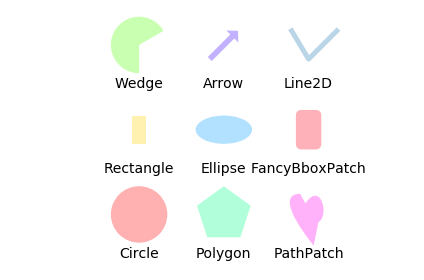 Wedge Arrow Line2D
Rectangle Ellipse FancyBboxPatch
Circle Polygon PathPatch